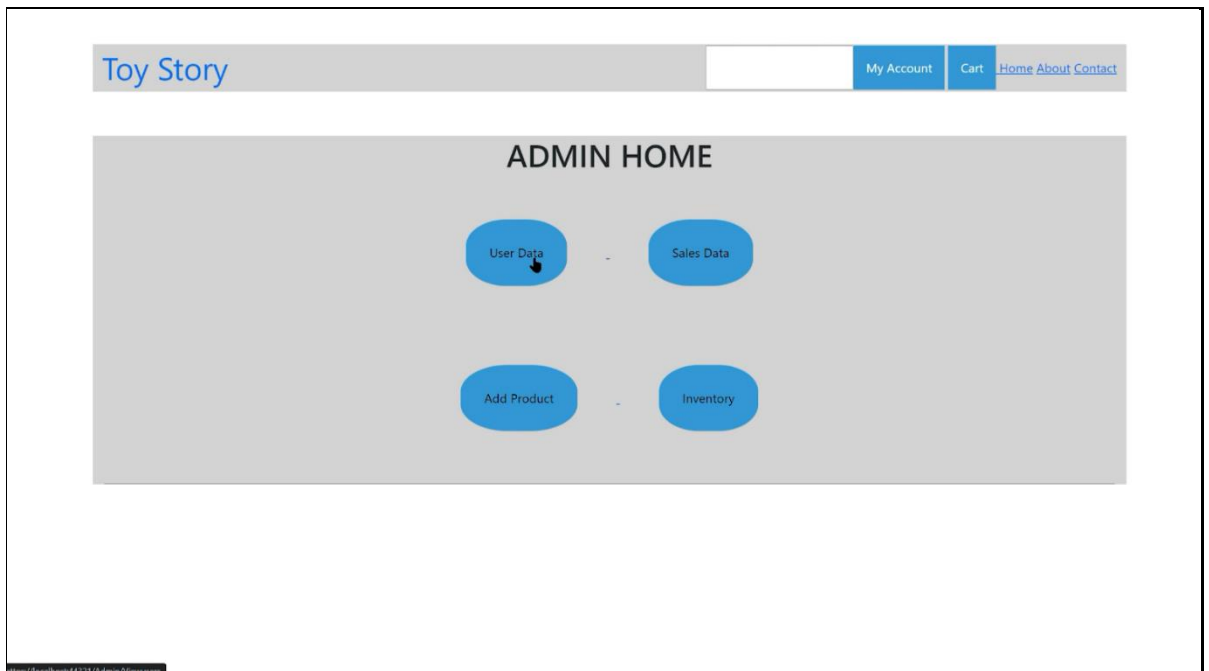 Toy Story My Account Cart Home About Contact
ADMIN HOME
User Data - Sales Data
Add Product - Inventory